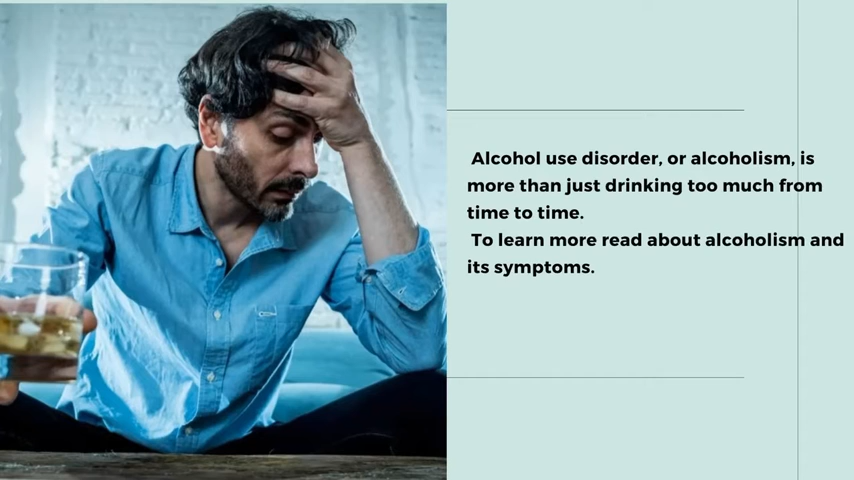 Alcohol use disorder, or alcoholism, is
more than just drinking too much from
time to time.
To learn more read about alcoholism and
its symptoms.